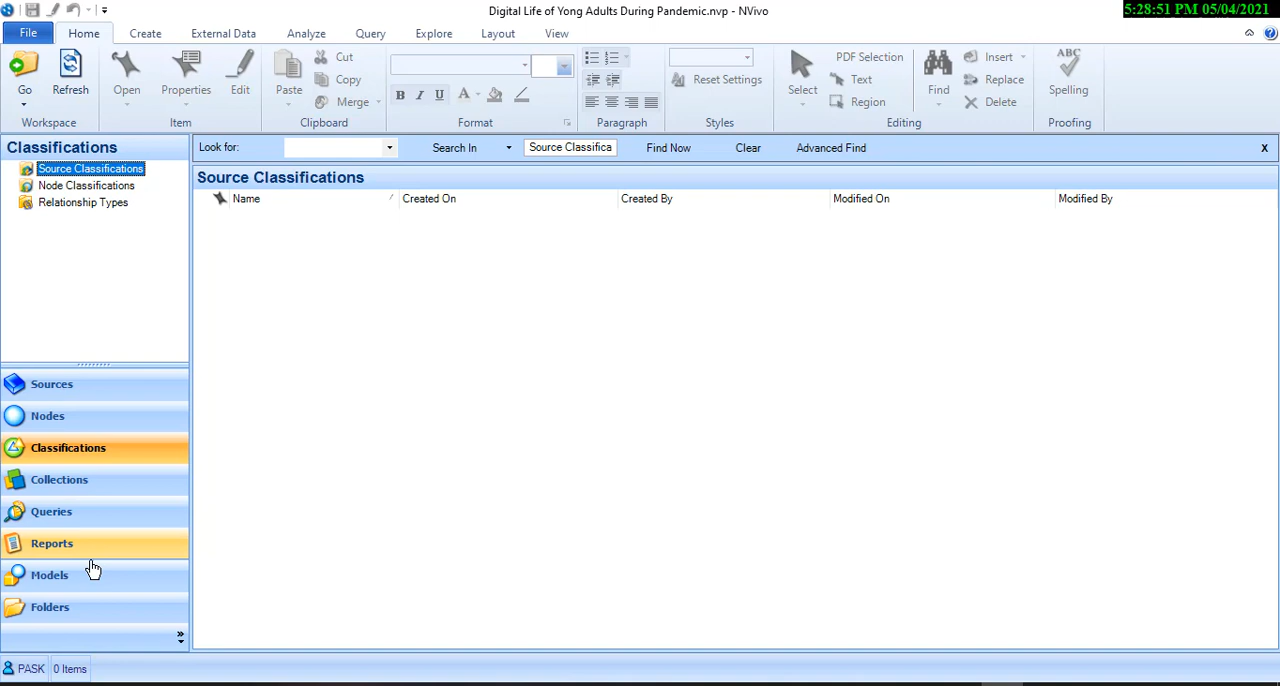 Digital Life of Yong Adults During Pandemic.nvp - NVivo
5:28:51 PM 05/04/2021
File Home Create External Data Analyze Query Explore Layout View
Go Refresh Open Properties Edit Paste Cut Copy Merge
B I U A
Reset Settings
Select PDF Selection Text Region Find Insert Replace Delete
ABC
Spelling
Workspace Item Clipboard Format Paragraph Styles Editing Proofing
Classifications
Source Classifications
Node Classifications
Relationship Types
Look for: Search In Source Classifica Find Now Clear Advanced Find x
Source Classifications
Name Created On Created By Modified On Modified By
Sources
Nodes
Classifications
Collections
Queries
Reports
Models
Folders
PASK 0 Items